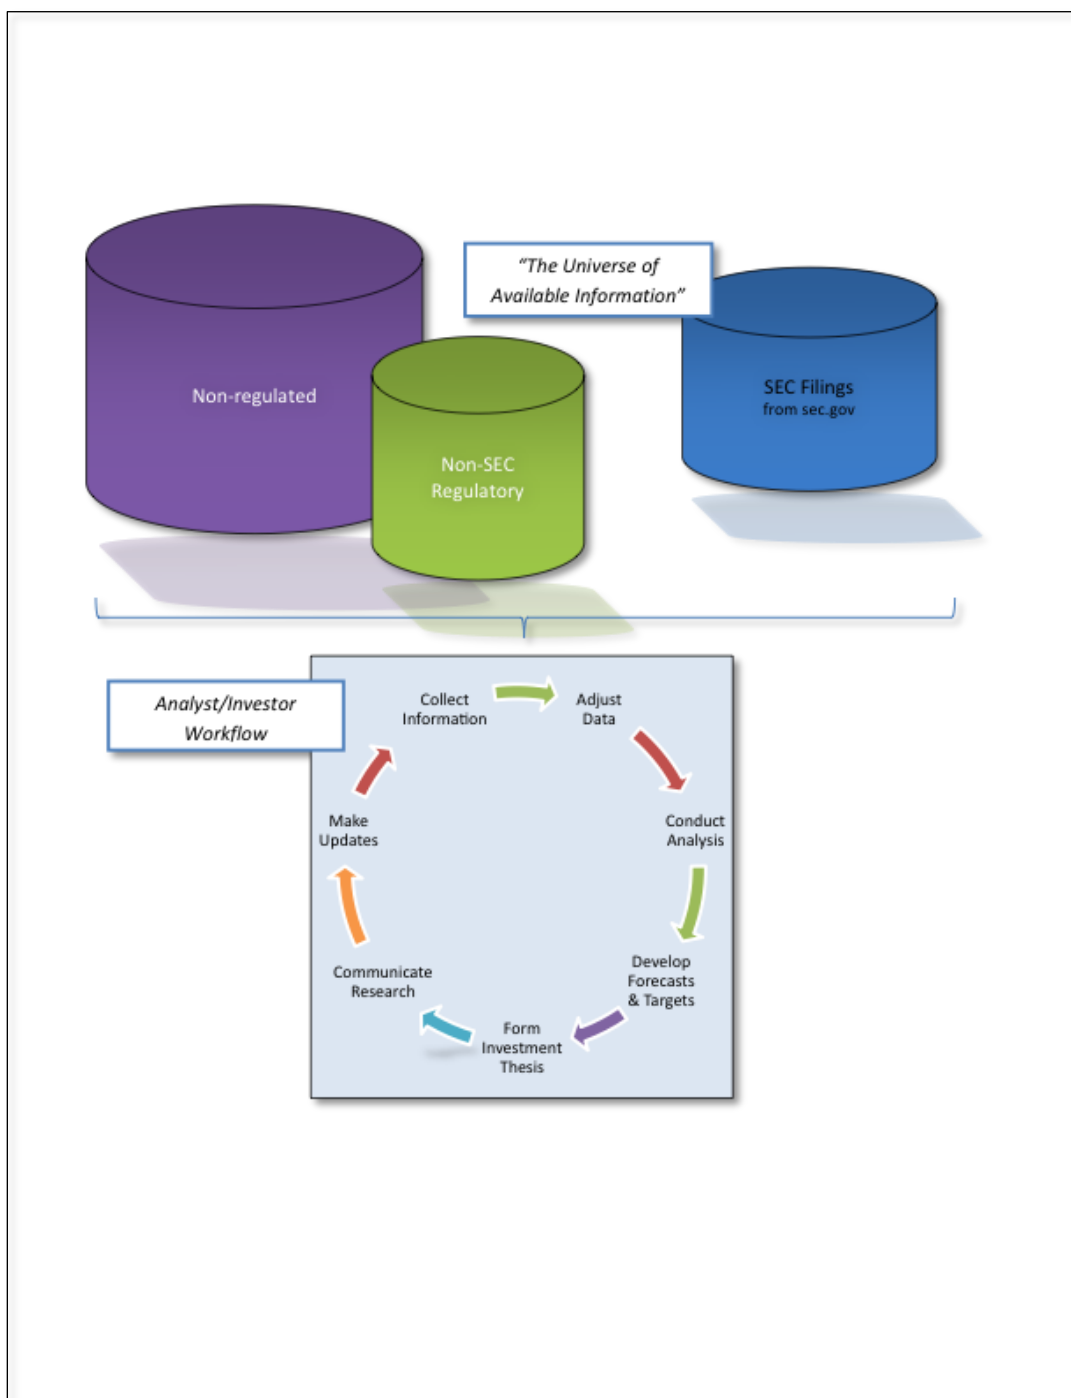 “The Universe of
Available Information”
Non-regulated
SEC Filings
from sec.gov
Non-SEC
Regulatory
Analyst/Investor
Workflow
Collect
Information
Adjust
Data
Conduct
Analysis
Develop
Forecasts
& Targets
Form
Investment
Thesis
Communicate
Research
Make
Updates